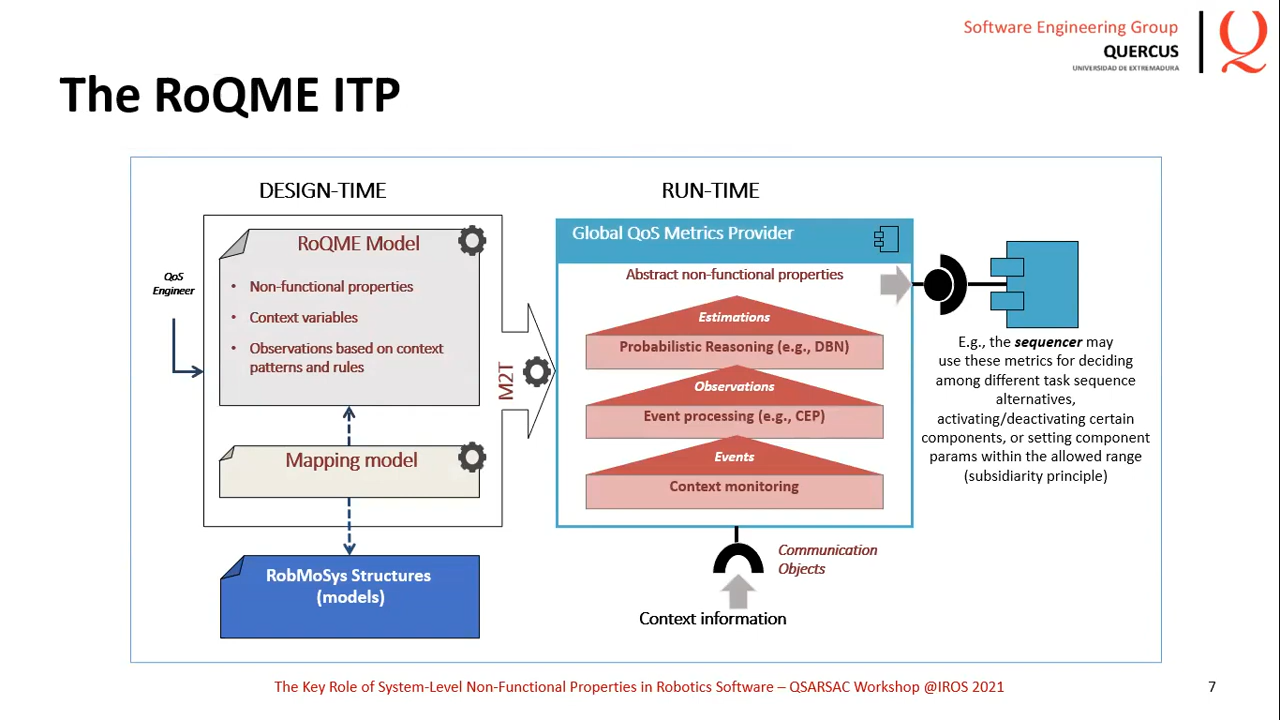 Software Engineering Group
QUERCUS
UNIVERSIDAD DE EXTREMADURA
The RoQME ITP
DESIGN-TIME
RoQME Model
• Non-functional properties
• Context variables
• Observations based on context
patterns and rules
QoS
Engineer
Mapping model
RobMoSys Structures
(models)
M2T
RUN-TIME
Global QoS Metrics Provider
Abstract non-functional properties
Estimations
Probabilistic Reasoning (e.g., DBN)
Observations
Event processing (e.g., CEP)
Events
Context monitoring
Communication
Objects
Context information
E.g., the sequencer may
use these metrics for deciding
among different task sequence
alternatives,
activating/deactivating certain
components, or setting component
params within the allowed range
(subsidiarity principle)
The Key Role of System-Level Non-Functional Properties in Robotics Software – QSARSAC Workshop @IROS 2021
7